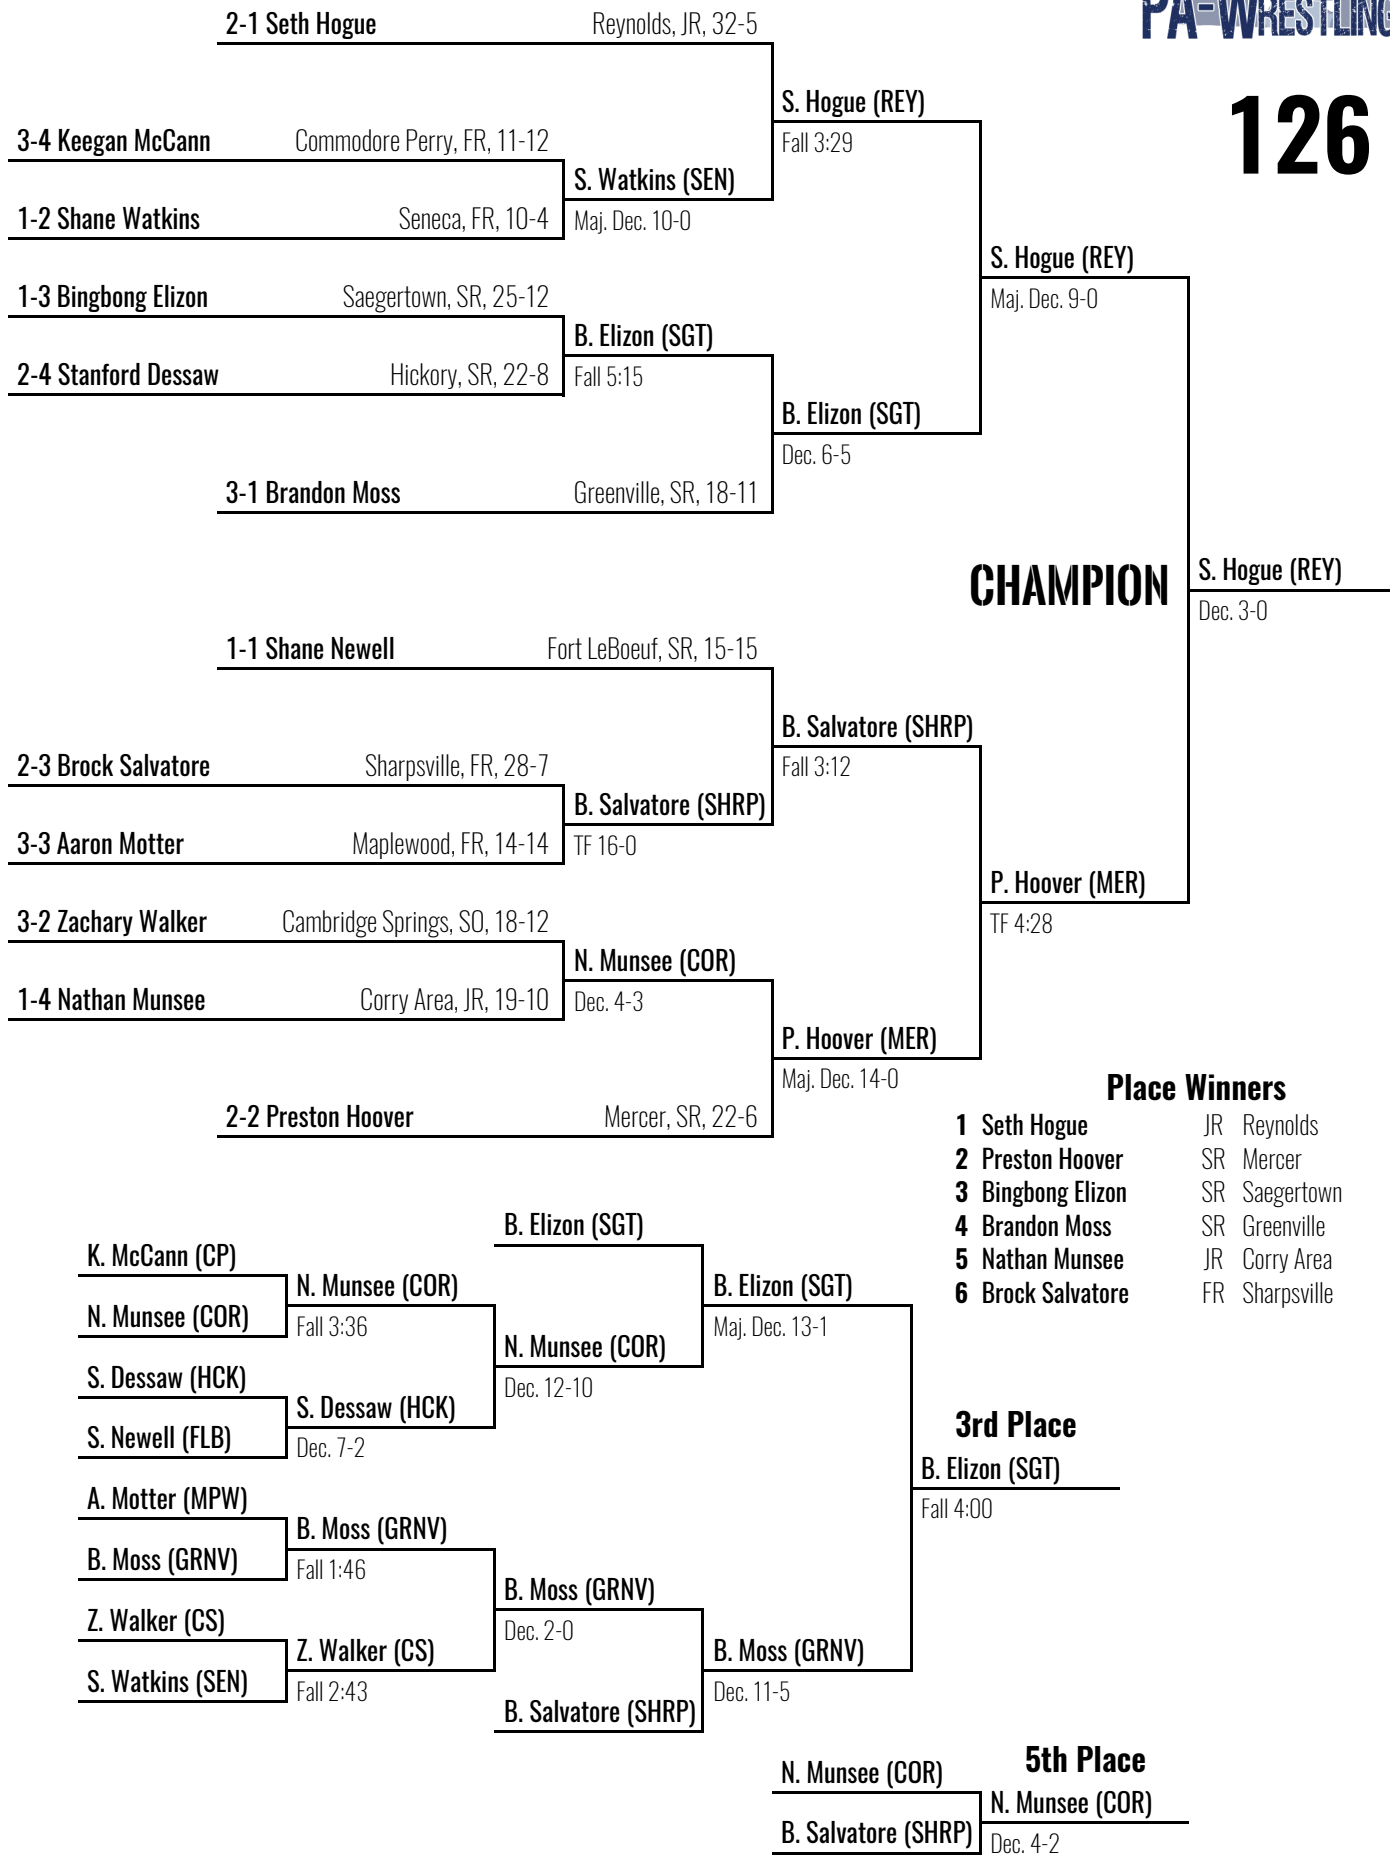 PA-WRESTLING
126
2-1 Seth Hogue Reynolds, JR, 32-5
S. Hogue (REY)
Fall 3:29
3-4 Keegan McCann Commodore Perry, FR, 11-12
S. Watkins (SEN)
Maj. Dec. 10-0
1-2 Shane Watkins Seneca, FR, 10-4
S. Hogue (REY)
Maj. Dec. 9-0
1-3 Bingbong Elizon Saegertown, SR, 25-12
B. Elizon (SGT)
Fall 5:15
2-4 Stanford Dessaw Hickory, SR, 22-8
B. Elizon (SGT)
Dec. 6-5
3-1 Brandon Moss Greenville, SR, 18-11
CHAMPION
S. Hogue (REY)
Dec. 3-0
1-1 Shane Newell Fort LeBoeuf, SR, 15-15
B. Salvatore (SHRP)
Fall 3:12
2-3 Brock Salvatore Sharpsville, FR, 28-7
B. Salvatore (SHRP)
TF 16-0
3-3 Aaron Motter Maplewood, FR, 14-14
P. Hoover (MER)
TF 4:28
3-2 Zachary Walker Cambridge Springs, SO, 18-12
N. Munsee (COR)
Dec. 4-3
1-4 Nathan Munsee Corry Area, JR, 19-10
P. Hoover (MER)
Maj. Dec. 14-0
2-2 Preston Hoover Mercer, SR, 22-6
Place Winners
1 Seth Hogue JR Reynolds
2 Preston Hoover SR Mercer
3 Bingbong Elizon SR Saegertown
4 Brandon Moss SR Greenville
5 Nathan Munsee JR Corry Area
6 Brock Salvatore FR Sharpsville
B. Elizon (SGT)
K. McCann (CP)
N. Munsee (COR)
Fall 3:36
N. Munsee (COR)
B. Elizon (SGT)
Maj. Dec. 13-1
N. Munsee (COR)
Dec. 12-10
S. Dessaw (HCK)
S. Dessaw (HCK)
Dec. 7-2
S. Newell (FLB)
3rd Place
B. Elizon (SGT)
Fall 4:00
A. Motter (MPW)
B. Moss (GRNV)
Fall 1:46
B. Moss (GRNV)
B. Moss (GRNV)
Dec. 2-0
Z. Walker (CS)
Z. Walker (CS)
Fall 2:43
S. Watkins (SEN)
B. Moss (GRNV)
Dec. 11-5
B. Salvatore (SHRP)
5th Place
N. Munsee (COR)
N. Munsee (COR)
Dec. 4-2
B. Salvatore (SHRP)